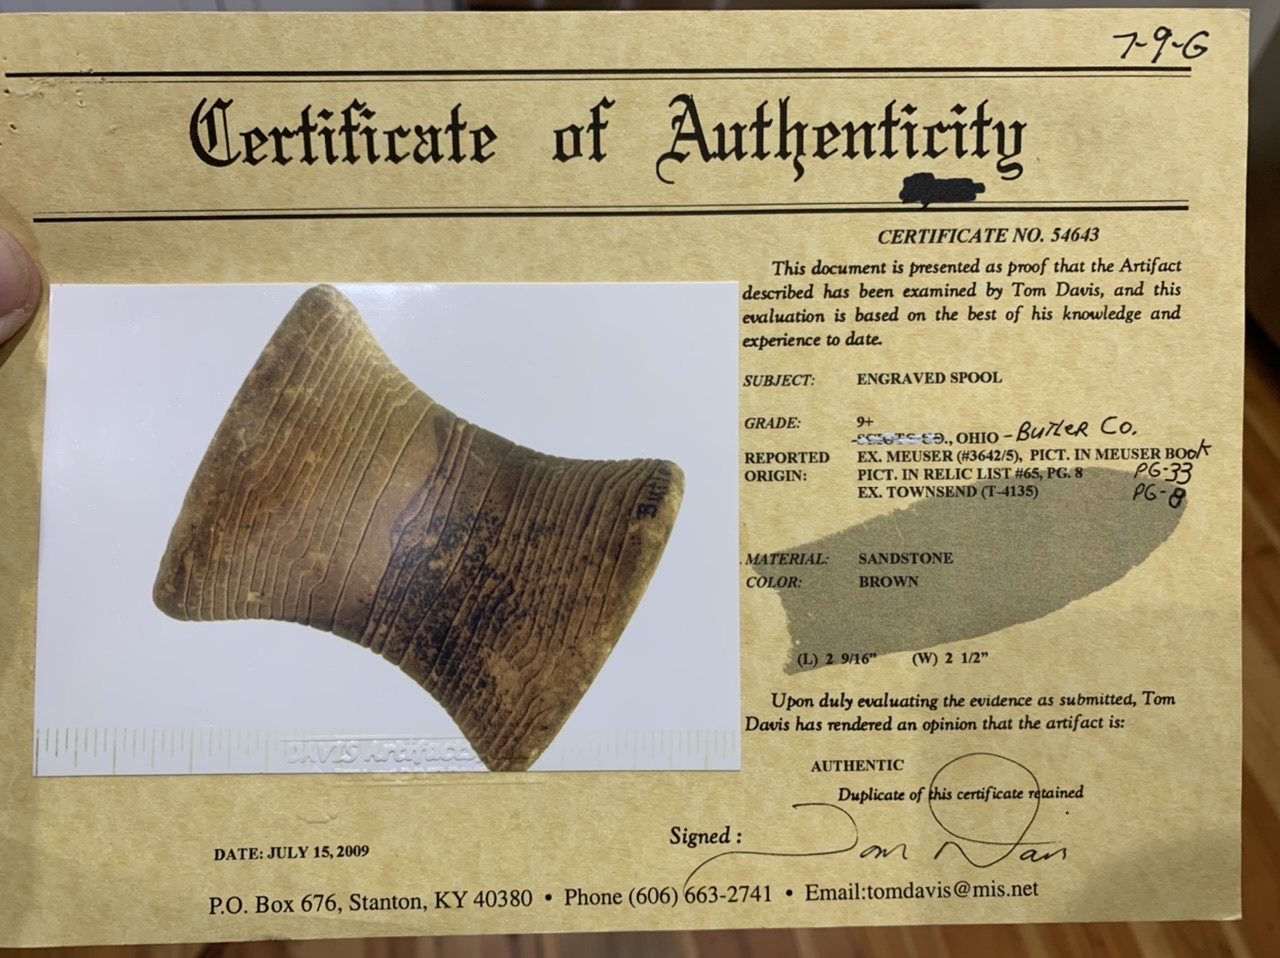 7-9-G
Certificate of Authenticity
CERTIFICATE NO. 54643
This document is presented as proof that the Artifact
described has been examined by Tom Davis, and this
evaluation is based on the best of his knowledge and
experience to date.
SUBJECT: ENGRAVED SPOOL
GRADE: 9+
OHIO - Butler Co.
REPORTED EX. MEUSER (#3642/5), PICT. IN MEUSER BOOK PG-33
ORIGIN: PICT. IN RELIC LIST #65, PG. 8
EX. TOWNSEND (T-4135) PG-8
MATERIAL: SANDSTONE
COLOR: BROWN
(L) 2 9/16" (W) 2 1/2"
Upon duly evaluating the evidence as submitted, Tom
Davis has rendered an opinion that the artifact is:
AUTHENTIC
Duplicate of this certificate retained
Signed: Tom Davis
DATE: JULY 15, 2009
P.O. Box 676, Stanton, KY 40380 • Phone (606) 663-2741 • Email:tomdavis@mis.net
DAVIS Artifacts